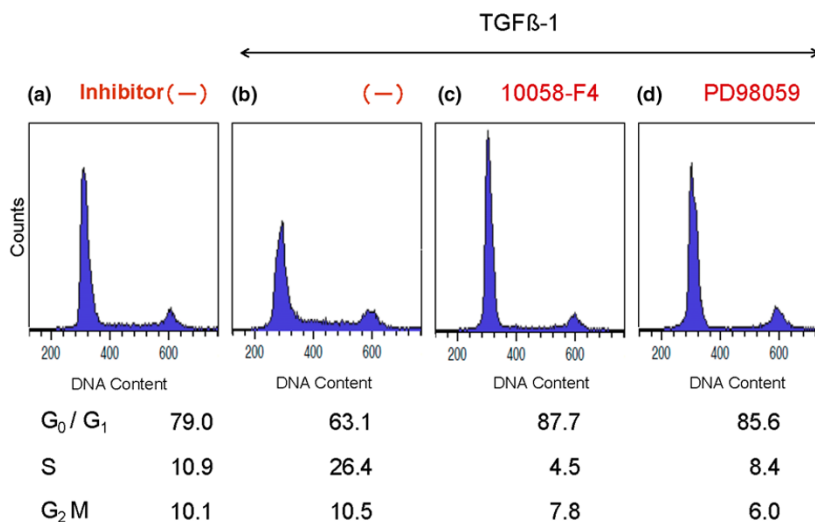 TGFß-1
(a) Inhibitor (—) (b) (—) (c) 10058-F4 (d) PD98059
Counts
200 400 600 200 400 600 200 400 600 200 400 600
DNA Content DNA Content DNA Content DNA Content
G₀ / G₁ 79.0 63.1 87.7 85.6
S 10.9 26.4 4.5 8.4
G₂ M 10.1 10.5 7.8 6.0